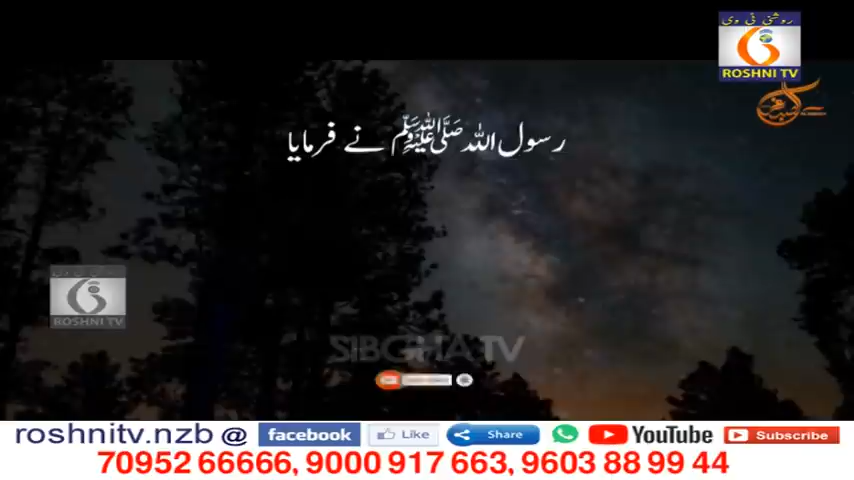 روشنی ٹی وی
ROSHNI TV
رسول اللہ ﷺ نے فرمایا
ROSHNI TV
SIBGHA TV
roshnitv.nzb @ facebook Like Share YouTube Subscribe
70952 66666, 9000 917 663, 9603 88 99 44